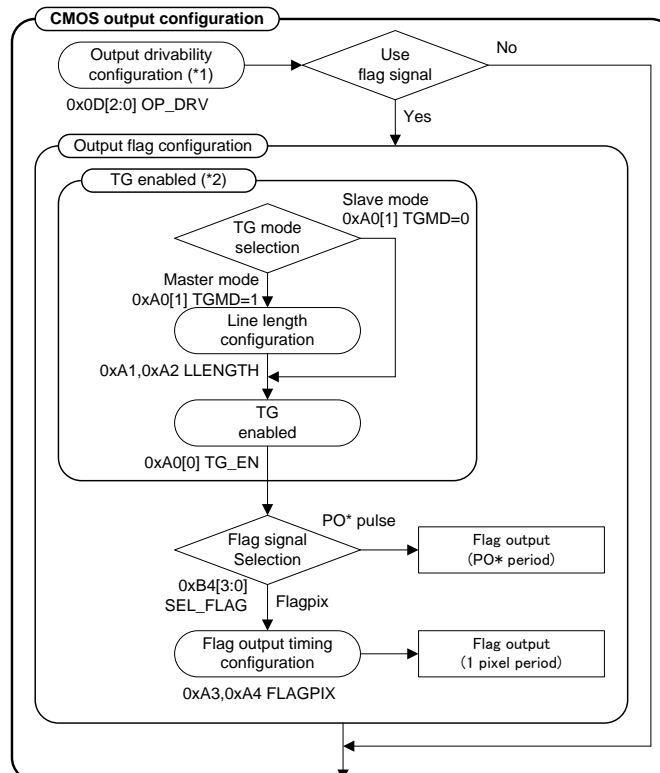 CMOS output configuration
Output drivability
configuration (*1)
0x0D[2:0] OP_DRV
Use
flag signal
No
Yes
Output flag configuration
TG enabled (*2)
TG mode
selection
Slave mode
0xA0[1] TGMD=0
Master mode
0xA0[1] TGMD=1
Line length
configuration
0xA1,0xA2 LLENGTH
TG
enabled
0xA0[0] TG_EN
Flag signal
Selection
PO* pulse
Flag output
(PO* period)
0xB4[3:0]
SEL_FLAG
Flagpix
Flag output timing
configuration
Flag output
(1 pixel period)
0xA3,0xA4 FLAGPIX